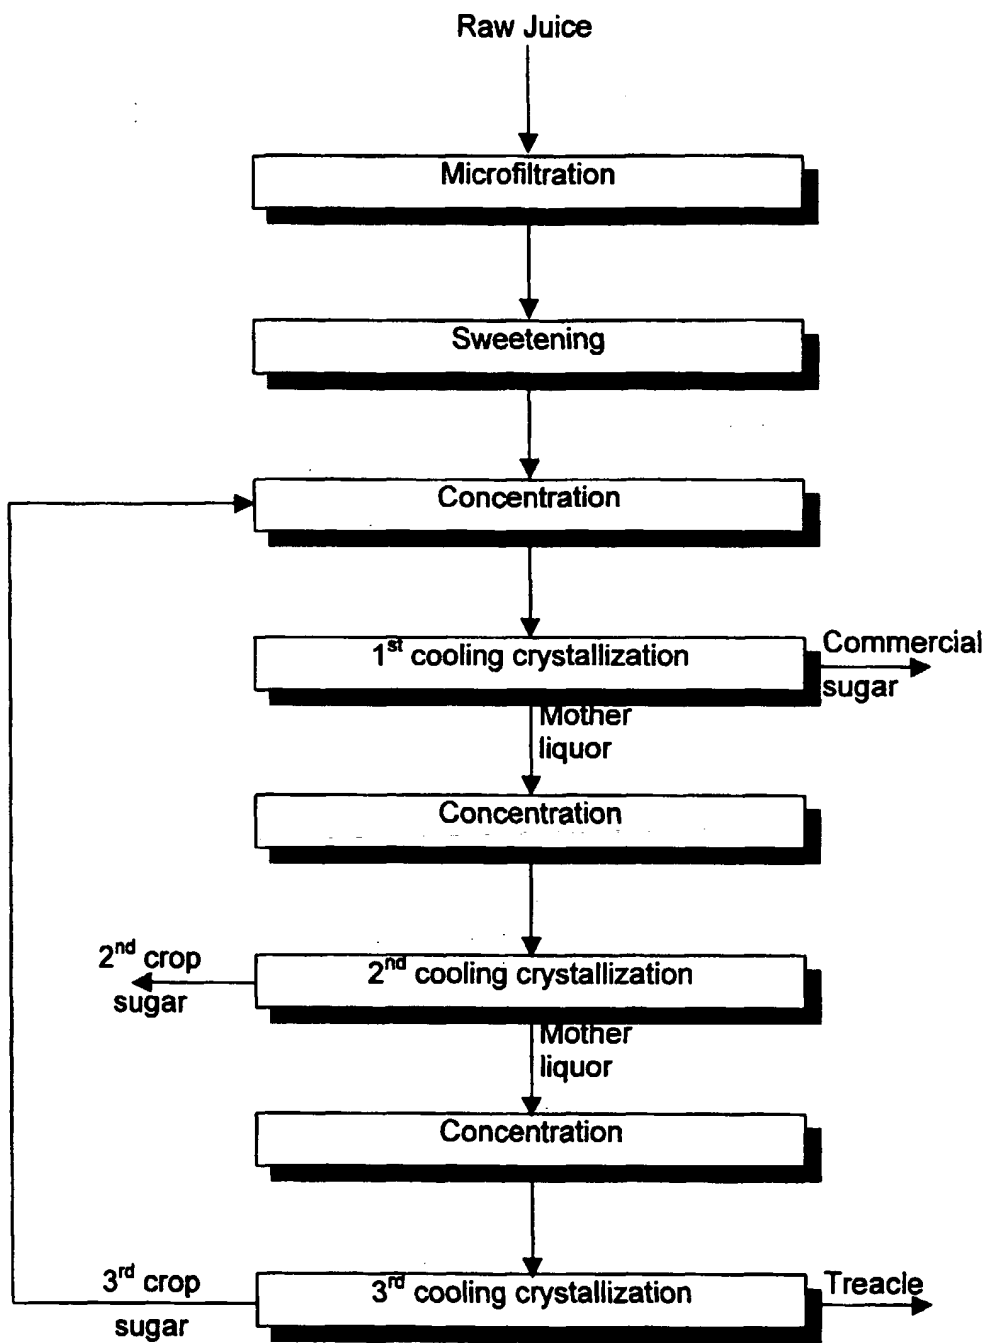 Raw Juice
Microfiltration
Sweetening
Concentration
1st cooling crystallization
Commercial
sugar
Mother
liquor
Concentration
2nd crop
sugar
2nd cooling crystallization
Mother
liquor
Concentration
3rd crop
sugar
3rd cooling crystallization
Treacle